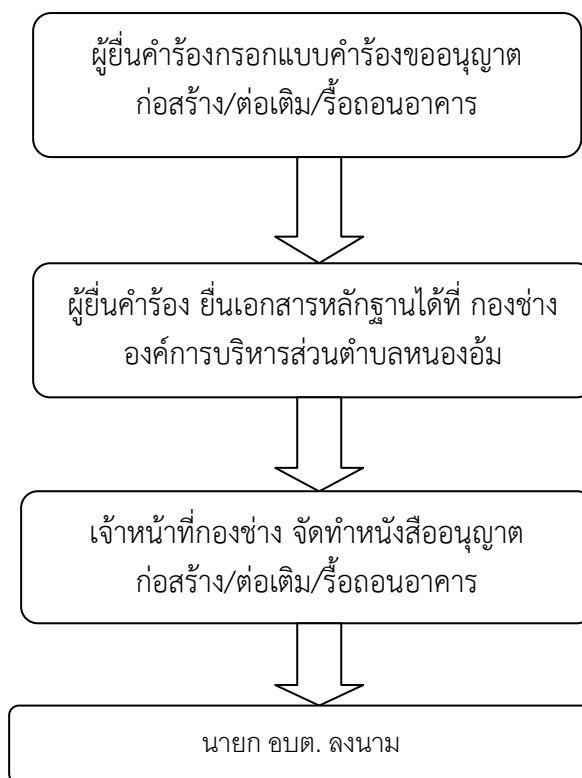 ผู้ยื่นคำร้องกรอกแบบคำร้องขออนุญาต
ก่อสร้าง/ต่อเติม/รื้อถอนอาคาร
ผู้ยื่นคำร้อง ยื่นเอกสารหลักฐานได้ที่ กองช่าง
องค์การบริหารส่วนตำบลหนองอ้ม
เจ้าหน้าที่กองช่าง จัดทำหนังสืออนุญาต
ก่อสร้าง/ต่อเติม/รื้อถอนอาคาร
นายก อบต. ลงนาม